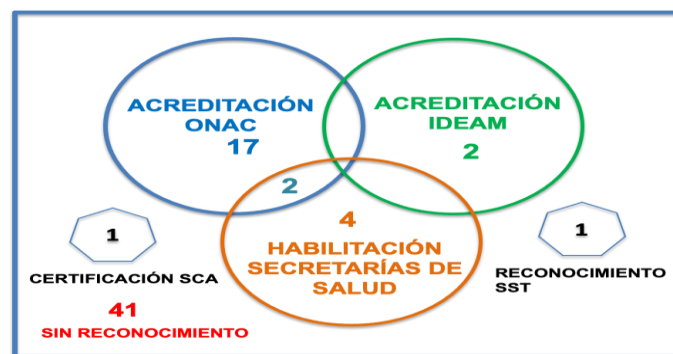 ACREDITACIÓN
ONAC
17
ACREDITACIÓN
IDEAM
2
2
4
HABILITACIÓN
SECRETARÍAS DE
SALUD
1
CERTIFICACIÓN SCA
41
SIN RECONOCIMIENTO
1
RECONOCIMIENTO
SST